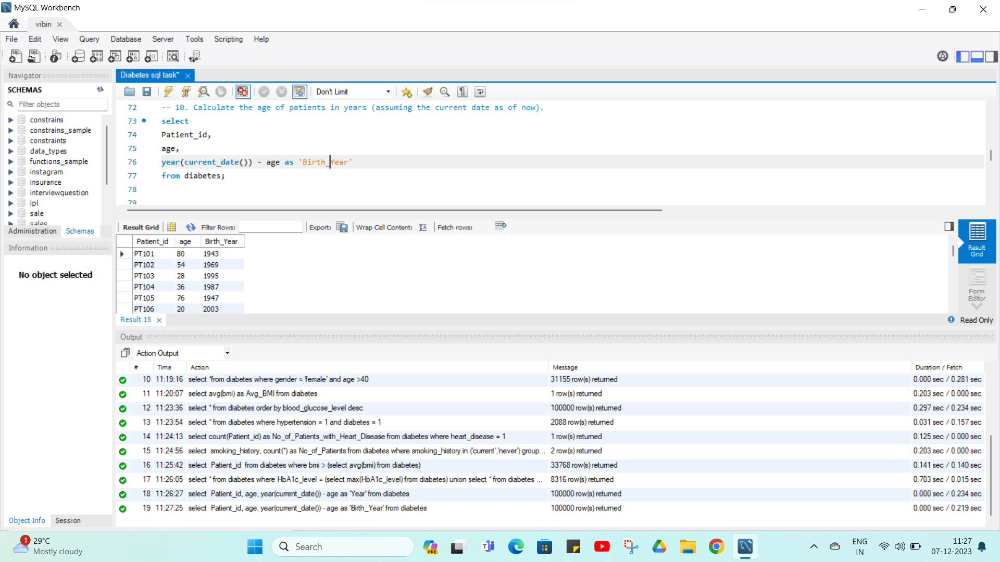 MySQL Workbench
vibin
File Edit View Query Database Server Tools Scripting Help
Navigator
SCHEMAS
Filter objects
constrains
constrains_sample
constraints
data_types
functions_sample
instagram
insurance
interviewquestion
ipl
sale
sales
Administration Schemas
Information
No object selected
Object Info Session
Diabetes sql task*
Don't Limit
72 -- 10. Calculate the age of patients in years (assuming the current date as of now).
73 select
74 Patient_id,
75 age,
76 year(current_date()) - age as 'Birth_Year'
77 from diabetes;
78
79
Result Grid Filter Rows: Export: Wrap Cell Content: Fetch rows:
Patient_id age Birth_Year
PT101 80 1943
PT102 54 1969
PT103 28 1995
PT104 36 1987
PT105 76 1947
PT106 20 2003
Result Grid
Form Editor
Result 15
Read Only
Output
Action Output
# Time Action Message Duration / Fetch
10 11:19:16 select *from diabetes where gender = 'female' and age >40 31155 row(s) returned 0.000 sec / 0.281 sec
11 11:20:07 select avg(bmi) as Avg_BMI from diabetes 1 row(s) returned 0.203 sec / 0.000 sec
12 11:23:36 select * from diabetes order by blood_glucose_level desc 100000 row(s) returned 0.297 sec / 0.234 sec
13 11:23:54 select * from diabetes where hypertension = 1 and diabetes = 1 2088 row(s) returned 0.031 sec / 0.157 sec
14 11:24:13 select count(Patient_id) as No_of_Patients_with_Heart_Disease from diabetes where heart_disease = 1 1 row(s) returned 0.125 sec / 0.000 sec
15 11:24:56 select smoking_history, count(*) as No_of_Patients from diabetes where smoking_history in ('current','never') group... 2 row(s) returned 0.203 sec / 0.000 sec
16 11:25:42 select Patient_id from diabetes where bmi > (select avg(bmi) from diabetes) 33768 row(s) returned 0.141 sec / 0.140 sec
17 11:26:05 select * from diabetes where HbA1c_level = (select max(HbA1c_level) from diabetes) union select * from diabetes ... 8316 row(s) returned 0.703 sec / 0.015 sec
18 11:26:27 select Patient_id, age, year(current_date()) - age as 'Year' from diabetes 100000 row(s) returned 0.000 sec / 0.234 sec
19 11:27:25 select Patient_id, age, year(current_date()) - age as 'Birth_Year' from diabetes 100000 row(s) returned 0.000 sec / 0.219 sec
1
29°C
Mostly cloudy
Search
PRE
ENG
IN
11:27
07-12-2023